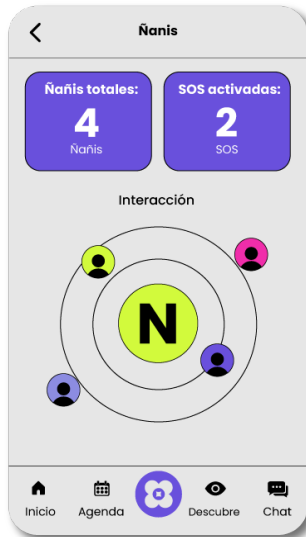 Ñanis
Ñañis totales:
4
Ñañis
SOS activadas:
2
SOS
Interacción
N
Inicio
Agenda
Descubre
Chat